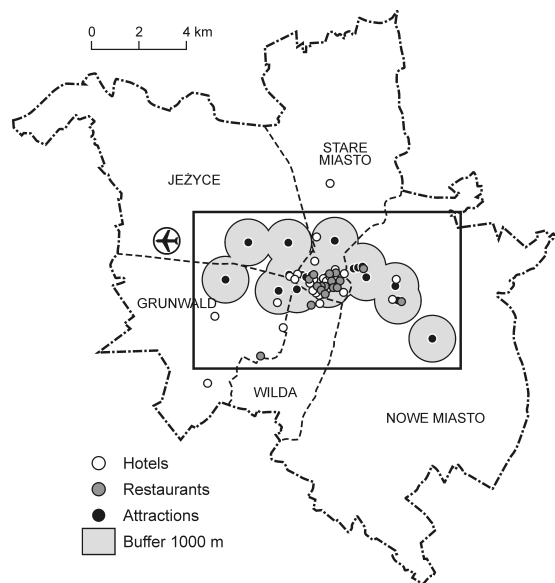 0 2 4 km
STARE
MIASTO
JEŻYCE
GRUNWALD
WILDA
NOWE MIASTO
Hotels
Restaurants
Attractions
Buffer 1000 m